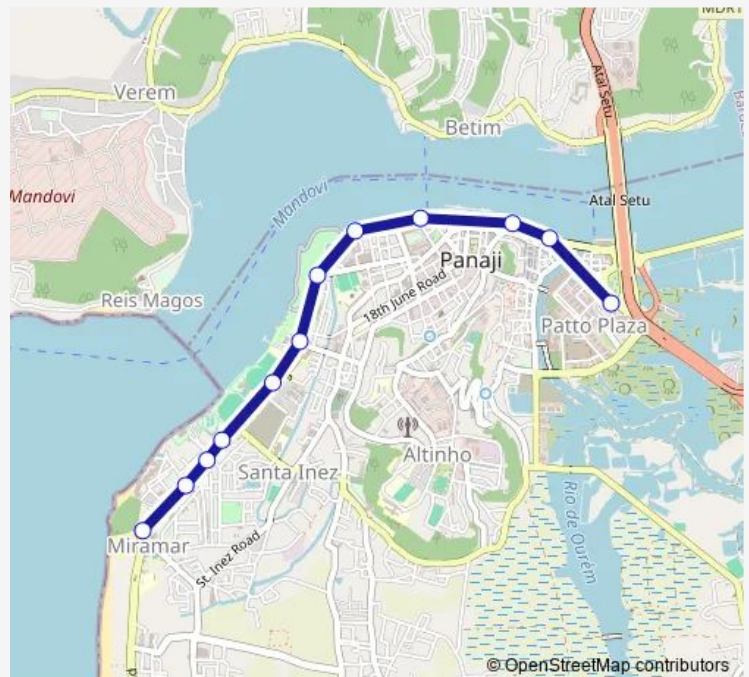 MDR1
Verem
Atal Setu
Betim
Mandovi
Mandovi
Atal Setu
Panaji
Reis Magos
18th June Road
Patto Plaza
Altinho
Santa Inez
Rio de Ourém
Miramar
St. Inez Road
© OpenStreetMap contributors